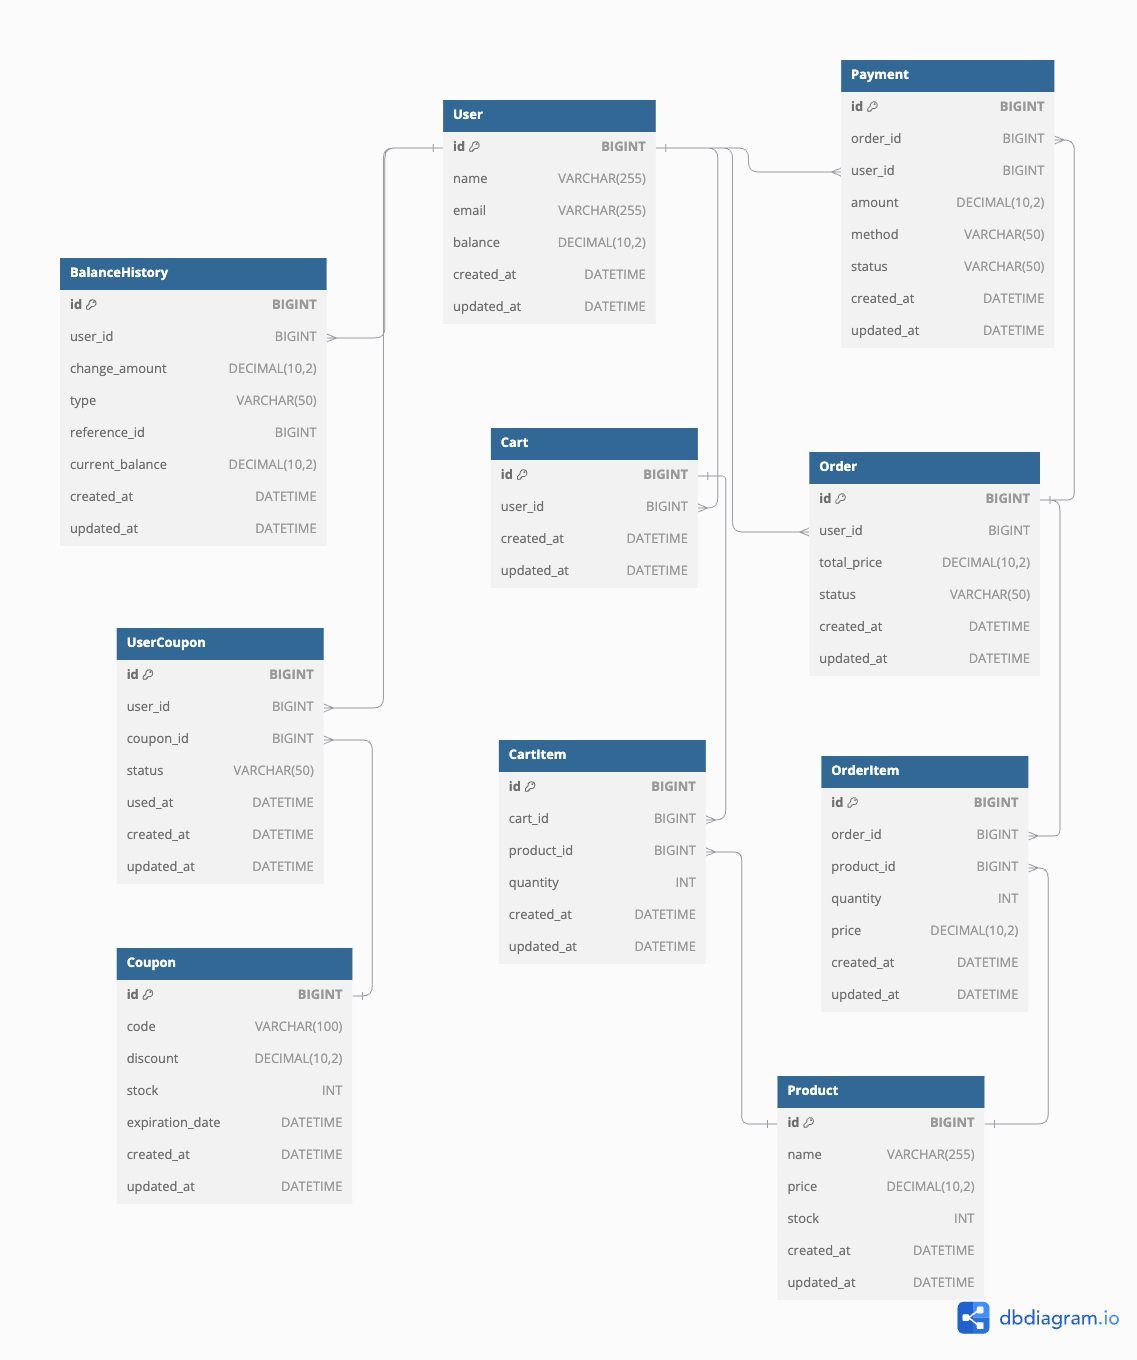 User
id BIGINT
name VARCHAR(255)
email VARCHAR(255)
balance DECIMAL(10,2)
created_at DATETIME
updated_at DATETIME
Payment
id BIGINT
order_id BIGINT
user_id BIGINT
amount DECIMAL(10,2)
method VARCHAR(50)
status VARCHAR(50)
created_at DATETIME
updated_at DATETIME
BalanceHistory
id BIGINT
user_id BIGINT
change_amount DECIMAL(10,2)
type VARCHAR(50)
reference_id BIGINT
current_balance DECIMAL(10,2)
created_at DATETIME
updated_at DATETIME
Cart
id BIGINT
user_id BIGINT
created_at DATETIME
updated_at DATETIME
Order
id BIGINT
user_id BIGINT
total_price DECIMAL(10,2)
status VARCHAR(50)
created_at DATETIME
updated_at DATETIME
UserCoupon
id BIGINT
user_id BIGINT
coupon_id BIGINT
status VARCHAR(50)
used_at DATETIME
created_at DATETIME
updated_at DATETIME
CartItem
id BIGINT
cart_id BIGINT
product_id BIGINT
quantity INT
created_at DATETIME
updated_at DATETIME
OrderItem
id BIGINT
order_id BIGINT
product_id BIGINT
quantity INT
price DECIMAL(10,2)
created_at DATETIME
updated_at DATETIME
Coupon
id BIGINT
code VARCHAR(100)
discount DECIMAL(10,2)
stock INT
expiration_date DATETIME
created_at DATETIME
updated_at DATETIME
Product
id BIGINT
name VARCHAR(255)
price DECIMAL(10,2)
stock INT
created_at DATETIME
updated_at DATETIME
dbdiagram.io